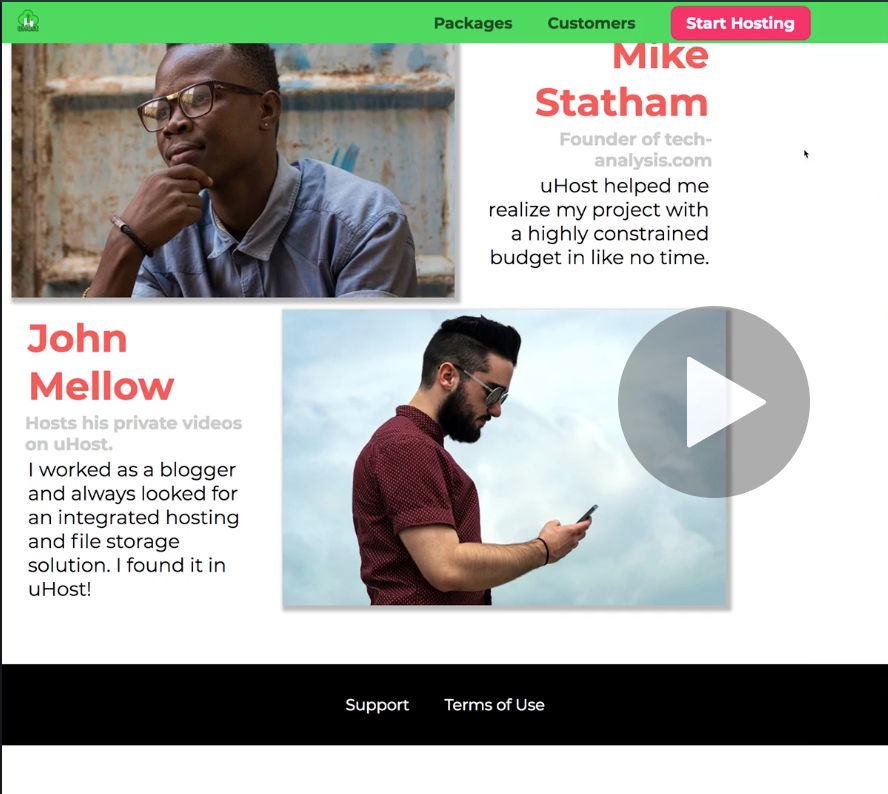 Packages Customers Start Hosting
Mike
Statham
Founder of tech-
analysis.com
uHost helped me
realize my project with
a highly constrained
budget in like no time.
John
Mellow
Hosts his private videos
on uHost.
I worked as a blogger
and always looked for
an integrated hosting
and file storage
solution. I found it in
uHost!
Support Terms of Use